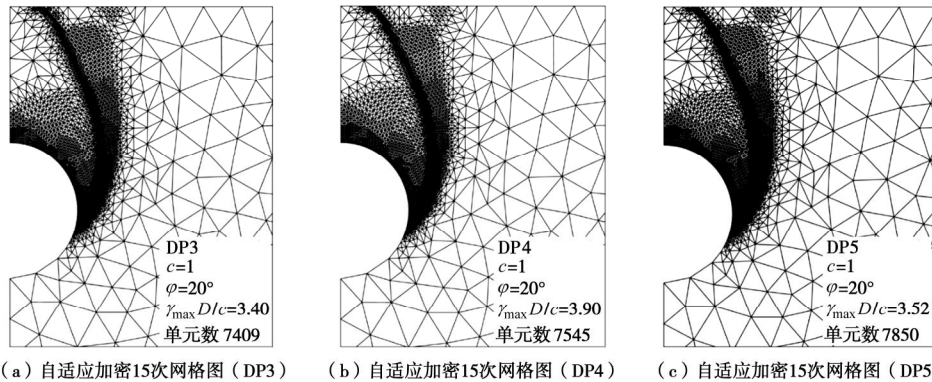 DP3
c=1
φ=20°
γmax D/c=3.40
单元数 7409
DP4
c=1
φ=20°
γmax D/c=3.90
单元数 7545
DP5
c=1
φ=20°
γmax D/c=3.52
单元数 7850
（a）自适应加密15次网格图（DP3）
（b）自适应加密15次网格图（DP4）
（c）自适应加密15次网格图（DP5